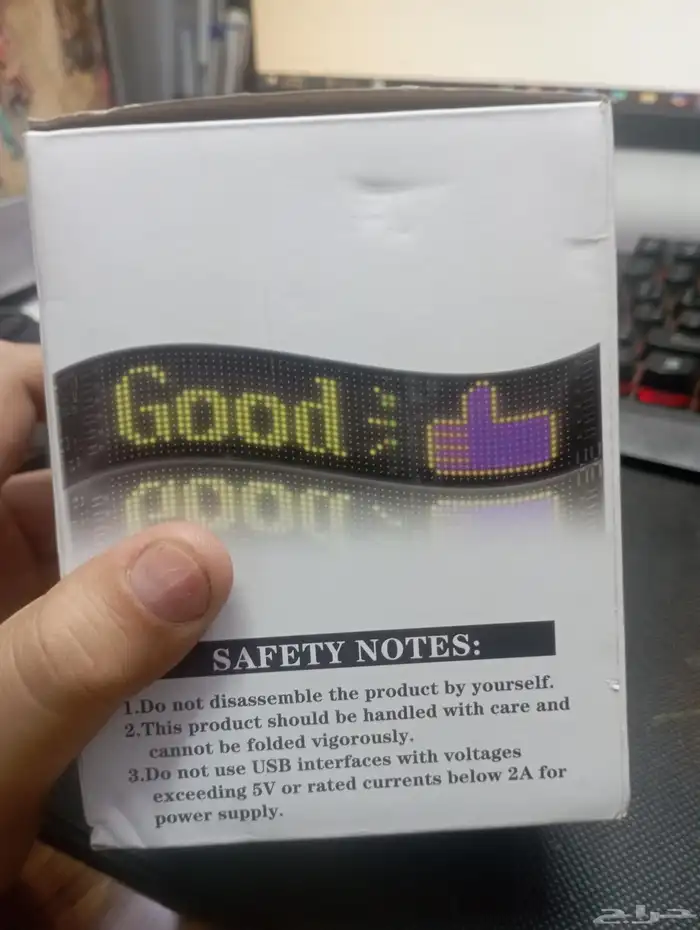 Good
SAFETY NOTES:
1.Do not disassemble the product by yourself.
2.This product should be handled with care and
cannot be folded vigorously.
3.Do not use USB interfaces with voltages
exceeding 5V or rated currents below 2A for
power supply.
حراج